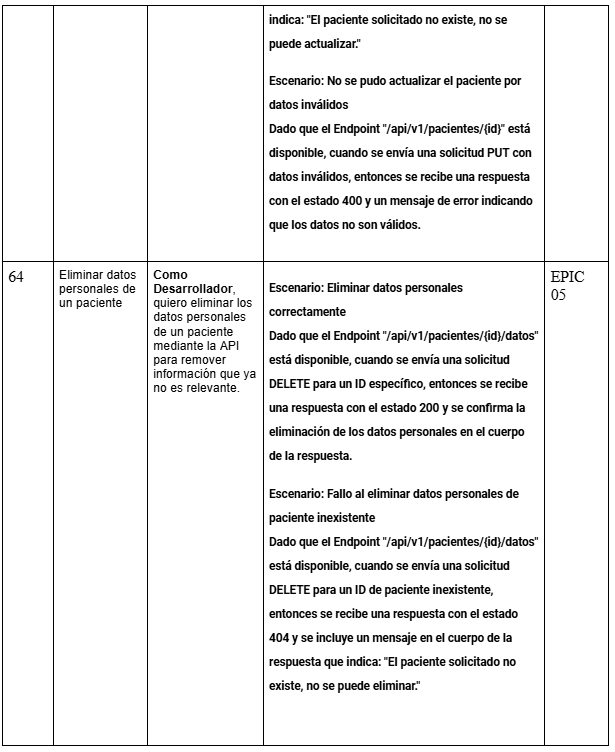 indica: "El paciente solicitado no existe, no se
puede actualizar."
Escenario: No se pudo actualizar el paciente por
datos inválidos
Dado que el Endpoint "/api/v1/pacientes/{id}" está
disponible, cuando se envía una solicitud PUT con
datos inválidos, entonces se recibe una respuesta
con el estado 400 y un mensaje de error indicando
que los datos no son válidos.
64
Eliminar datos
personales de
un paciente
Como
Desarrollador,
quiero eliminar los
datos personales
de un paciente
mediante la API
para remover
información que ya
no es relevante.
Escenario: Eliminar datos personales
correctamente
Dado que el Endpoint "/api/v1/pacientes/{id}/datos"
está disponible, cuando se envía una solicitud
DELETE para un ID específico, entonces se recibe
una respuesta con el estado 200 y se confirma la
eliminación de los datos personales en el cuerpo
de la respuesta.
Escenario: Fallo al eliminar datos personales de
paciente inexistente
Dado que el Endpoint "/api/v1/pacientes/{id}/datos"
está disponible, cuando se envía una solicitud
DELETE para un ID de paciente inexistente,
entonces se recibe una respuesta con el estado
404 y se incluye un mensaje en el cuerpo de la
respuesta que indica: "El paciente solicitado no
existe, no se puede eliminar."
EPIC
05